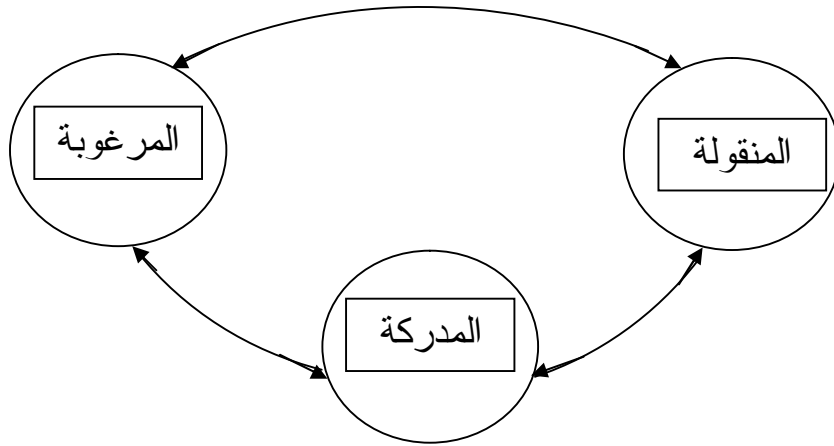 المنقولة
المرغوبة
المدركة